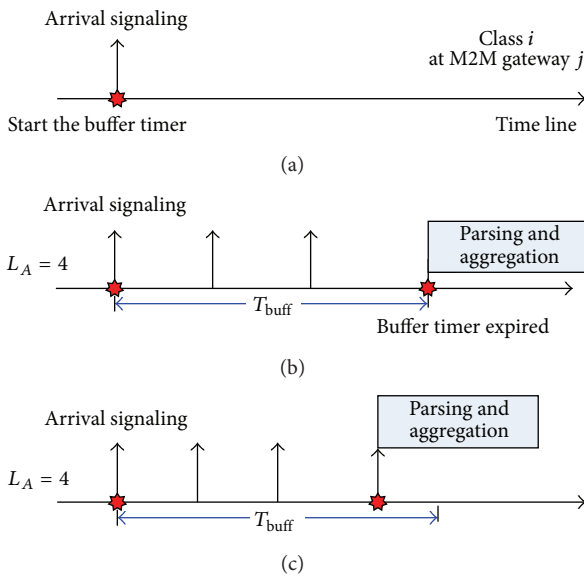 Arrival signaling
Class i
at M2M gateway j
Start the buffer timer
Time line
(a)
Arrival signaling
Parsing and
aggregation
L_A = 4
T_buff
Buffer timer expired
(b)
Arrival signaling
Parsing and
aggregation
L_A = 4
T_buff
(c)